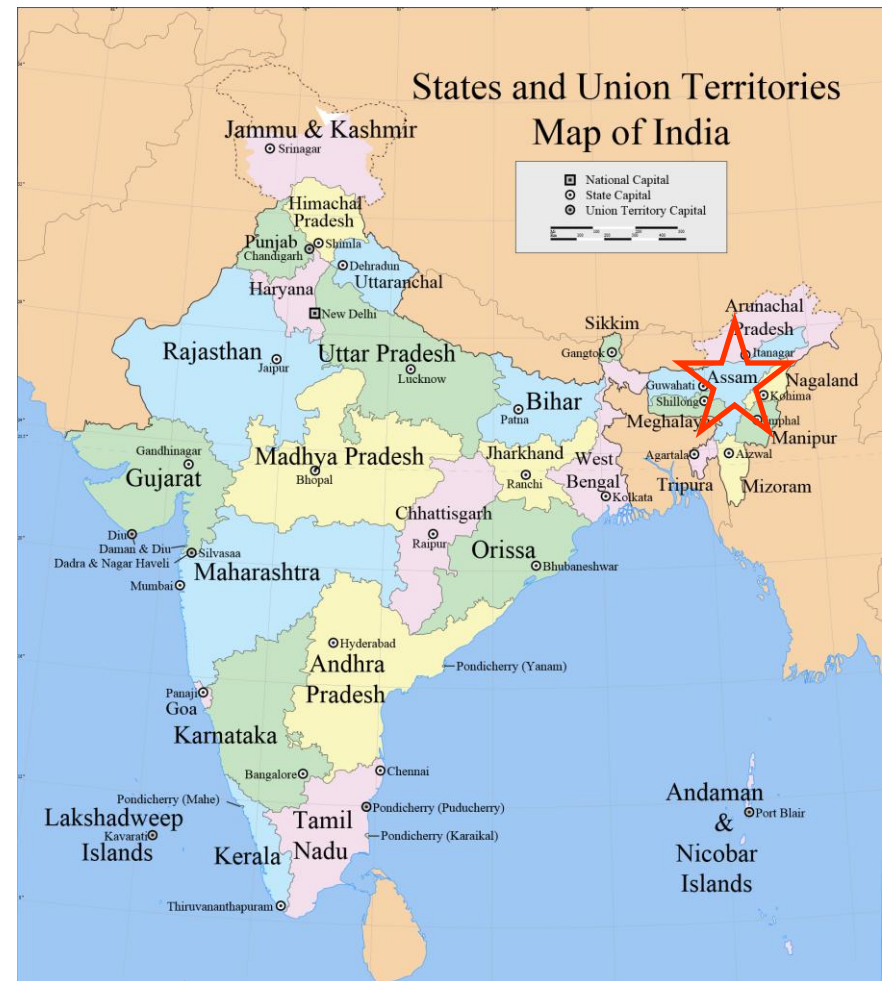 States and Union Territories
Map of India
National Capital
State Capital
Union Territory Capital
Jammu & Kashmir
Srinagar
Himachal
Pradesh
Shimla
Punjab
Chandigarh
Dehradun
Uttaranchal
Haryana
New Delhi
Arunachal
Pradesh
Itanagar
Sikkim
Gangtok
Rajasthan
Jaipur
Uttar Pradesh
Lucknow
Assam
Guwahati
Shillong
Nagaland
Kohima
Bihar
Patna
Meghalaya
Manipur
Gandhinagar
Gujarat
Madhya Pradesh
Bhopal
Jharkhand
Ranchi
West
Bengal
Kolkata
Agartala
Aizwal
Tripura
Mizoram
Chhattisgarh
Raipur
Orissa
Bhubaneshwar
Diu
Daman & Diu
Dadra & Nagar Haveli
Silvasaa
Maharashtra
Mumbai
Hyderabad
Andhra
Pradesh
Pondicherry (Yanam)
Panaji
Goa
Karnataka
Bangalore
Chennai
Pondicherry (Mahe)
Pondicherry (Puducherry)
Pondicherry (Karaikal)
Lakshadweep
Kavarati
Islands
Kerala
Tamil
Nadu
Thiruvananthapuram
Andaman
&
Nicobar
Islands
Port Blair